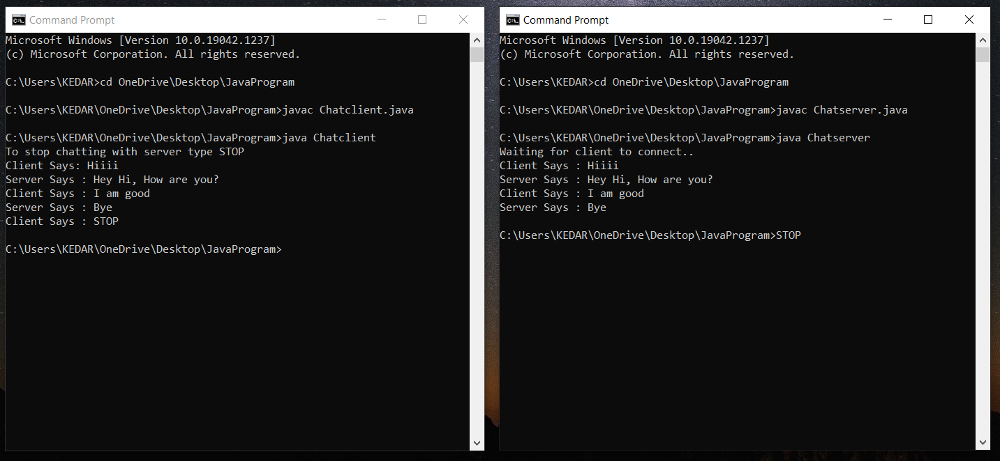 Command Prompt
Microsoft Windows [Version 10.0.19042.1237]
(c) Microsoft Corporation. All rights reserved.
C:\Users\KEDAR>cd OneDrive\Desktop\JavaProgram
C:\Users\KEDAR\OneDrive\Desktop\JavaProgram>javac Chatclient.java
C:\Users\KEDAR\OneDrive\Desktop\JavaProgram>java Chatclient
To stop chatting with server type STOP
Client Says: Hiiii
Server Says : Hey Hi, How are you?
Client Says : I am good
Server Says : Bye
Client Says : STOP
C:\Users\KEDAR\OneDrive\Desktop\JavaProgram>
Command Prompt
Microsoft Windows [Version 10.0.19042.1237]
(c) Microsoft Corporation. All rights reserved.
C:\Users\KEDAR>cd OneDrive\Desktop\JavaProgram
C:\Users\KEDAR\OneDrive\Desktop\JavaProgram>javac Chatserver.java
C:\Users\KEDAR\OneDrive\Desktop\JavaProgram>java Chatserver
Waiting for client to connect..
Client Says : Hiiii
Server Says : Hey Hi, How are you?
Client Says : I am good
Server Says : Bye
C:\Users\KEDAR\OneDrive\Desktop\JavaProgram>STOP